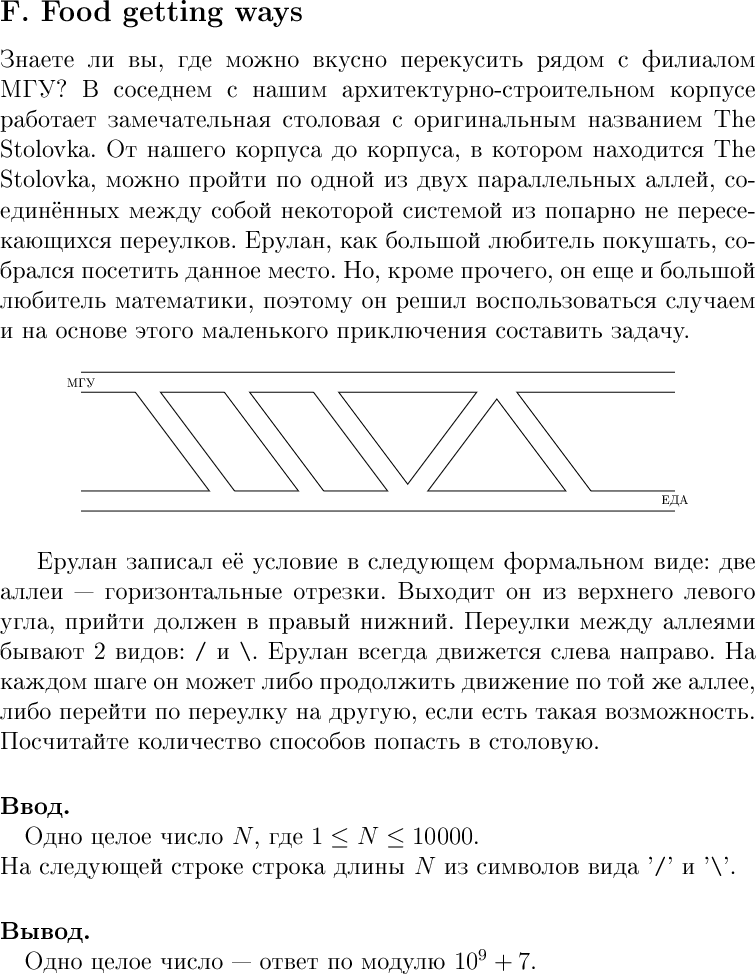 F. Food getting ways
Знаете ли вы, где можно вкусно перекусить рядом с филиалом
МГУ? В соседнем с нашим архитектурно-строительном корпусе
работает замечательная столовая с оригинальным названием The
Stolovka. От нашего корпуса до корпуса, в котором находится The
Stolovka, можно пройти по одной из двух параллельных аллей, со-
единённых между собой некоторой системой из попарно не пересе-
кающихся переулков. Ерулан, как большой любитель покушать, со-
брался посетить данное место. Но, кроме прочего, он еще и большой
любитель математики, поэтому он решил воспользоваться случаем
и на основе этого маленького приключения составить задачу.
МГУ
ЕДА
Ерулан записал её условие в следующем формальном виде: две
аллеи — горизонтальные отрезки. Выходит он из верхнего левого
угла, прийти должен в правый нижний. Переулки между аллеями
бывают 2 видов: / и \. Ерулан всегда движется слева направо. На
каждом шаге он может либо продолжить движение по той же аллее,
либо перейти по переулку на другую, если есть такая возможность.
Посчитайте количество способов попасть в столовую.
Ввод.
Одно целое число N, где 1 ≤ N ≤ 10000.
На следующей строке строка длины N из символов вида '/' и '\'.
Вывод.
Одно целое число — ответ по модулю 10⁹ + 7.